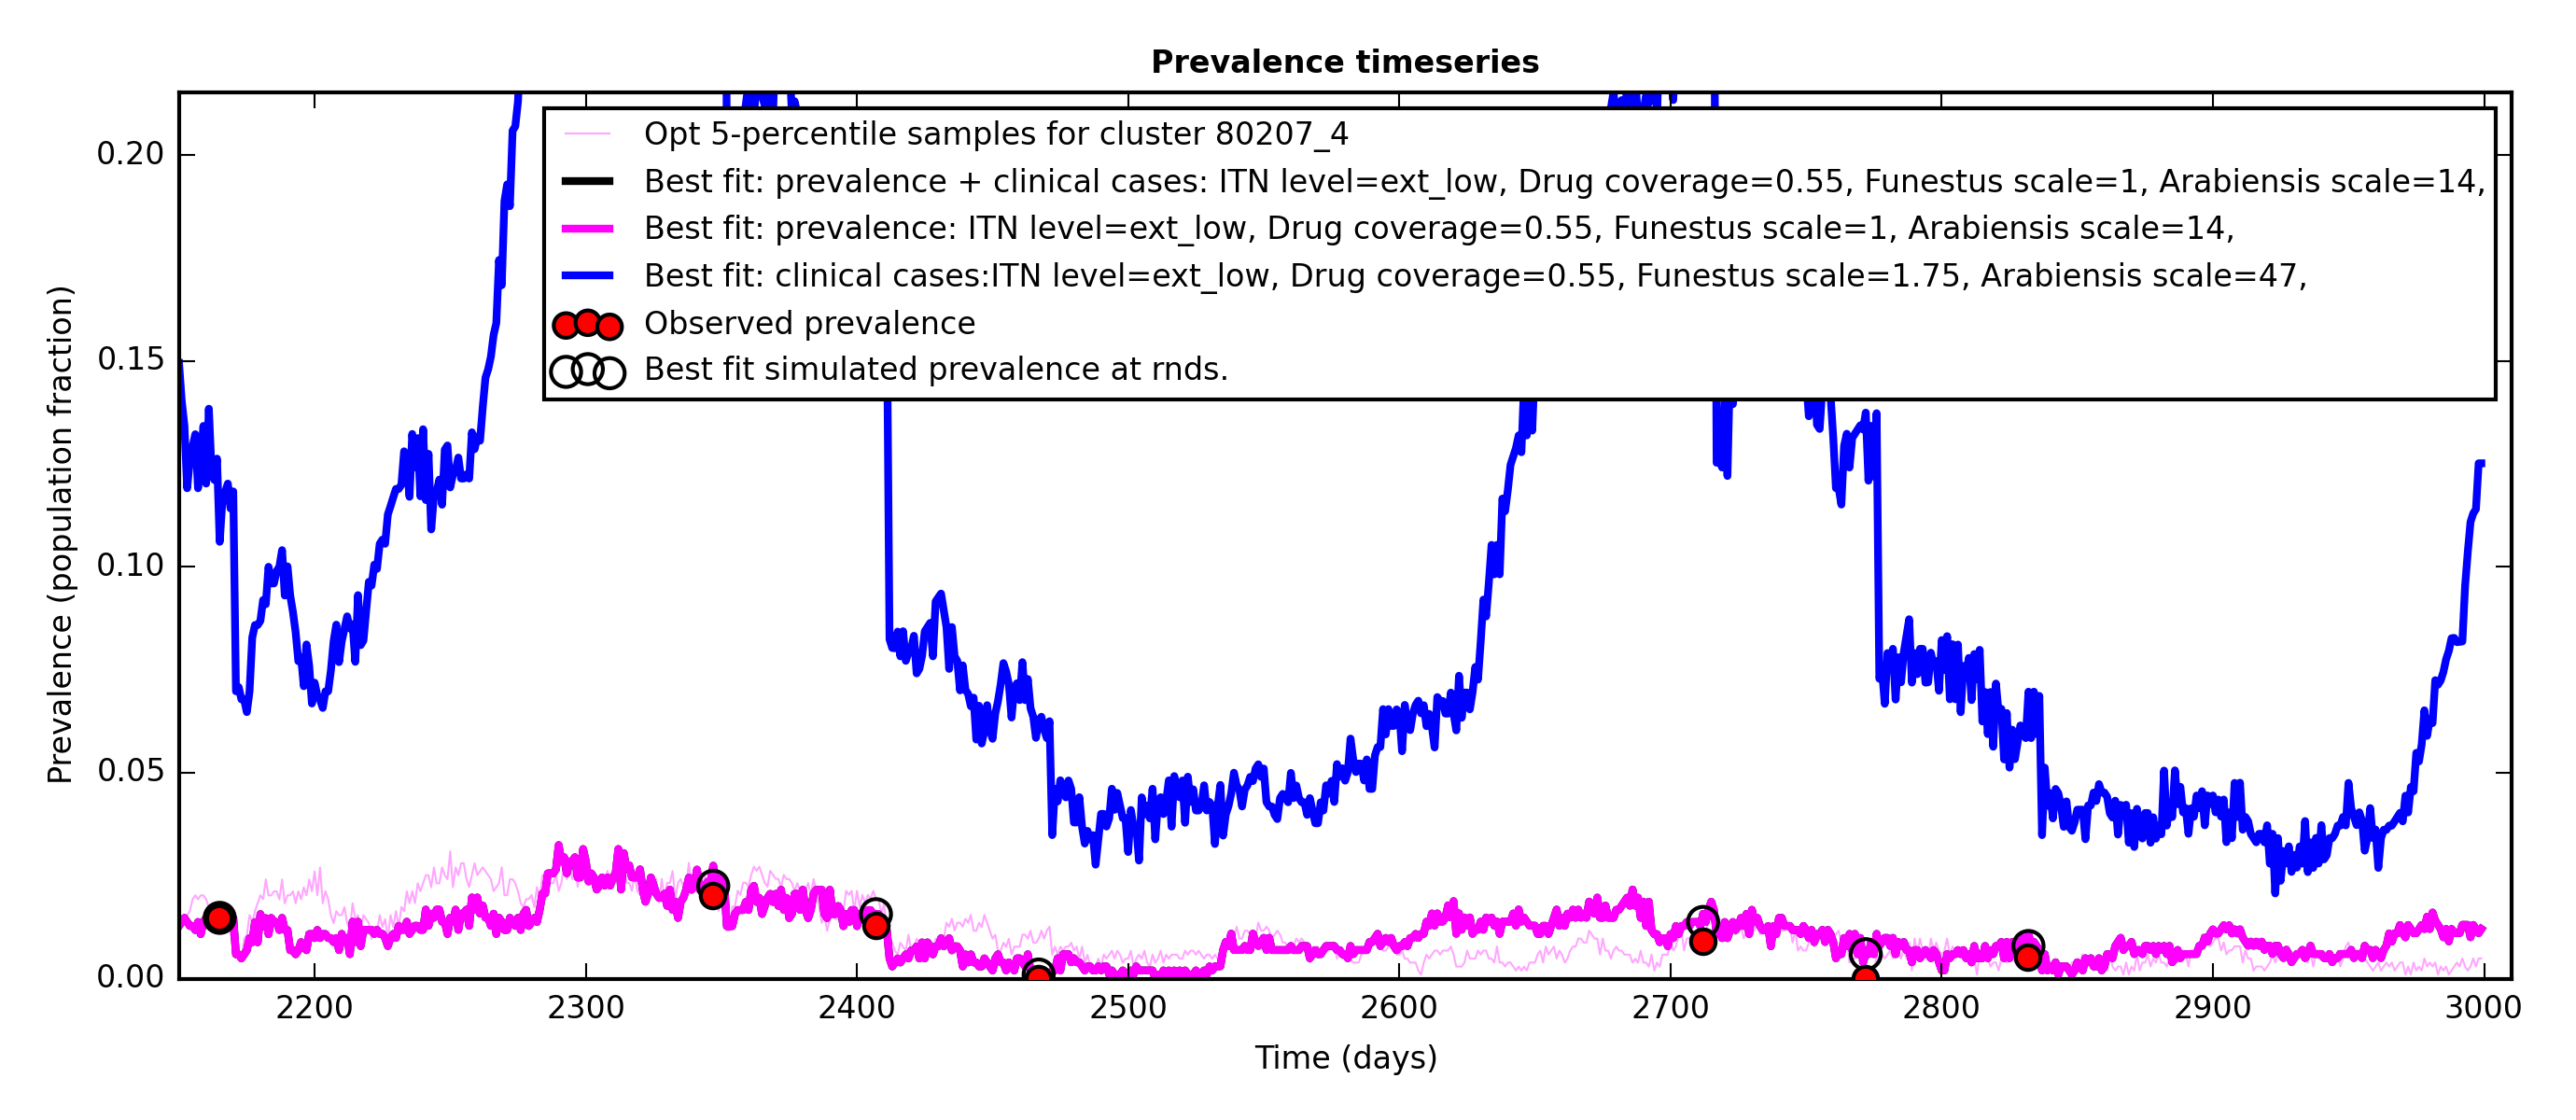 Prevalence timeseries
Opt 5-percentile samples for cluster 80207_4
Best fit: prevalence + clinical cases: ITN level=ext_low, Drug coverage=0.55, Funestus scale=1, Arabiensis scale=14,
Best fit: prevalence: ITN level=ext_low, Drug coverage=0.55, Funestus scale=1, Arabiensis scale=14,
Best fit: clinical cases:ITN level=ext_low, Drug coverage=0.55, Funestus scale=1.75, Arabiensis scale=47,
Observed prevalence
Best fit simulated prevalence at rnds.
Prevalence (population fraction)
0.20
0.15
0.10
0.05
0.00
2200 2300 2400 2500 2600 2700 2800 2900 3000
Time (days)